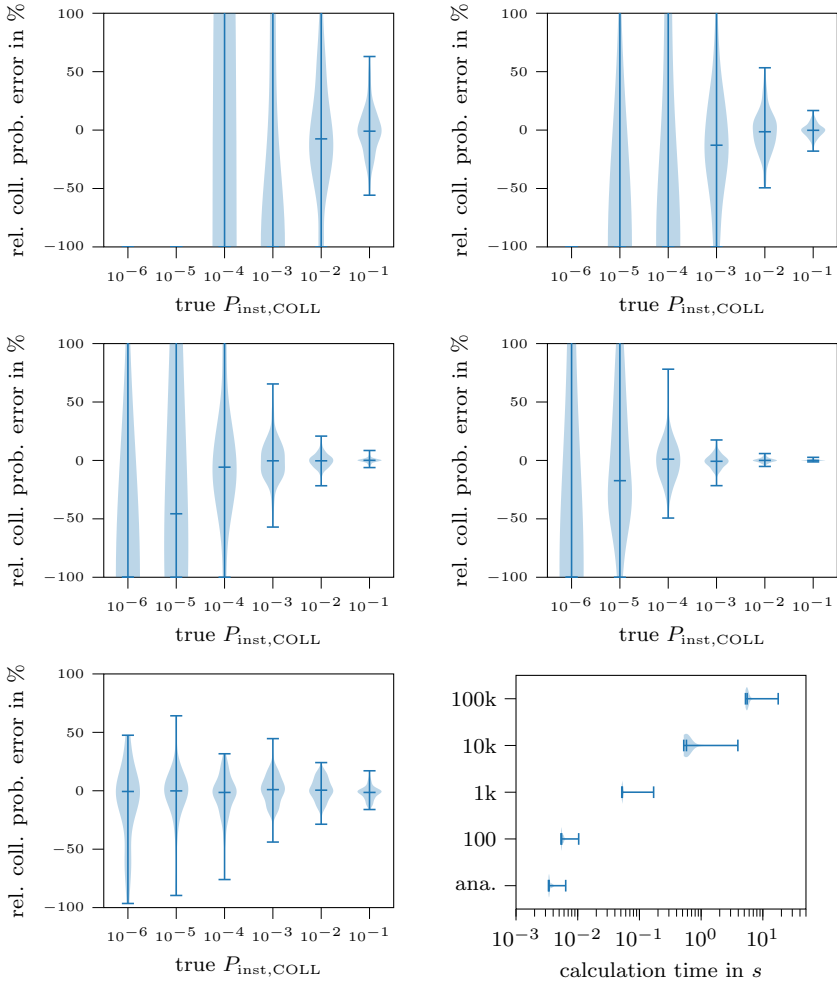 rel. coll. prob. error in %
100
50
0
−50
−100
10−6 10−5 10−4 10−3 10−2 10−1
true Pinst,COLL
rel. coll. prob. error in %
100
50
0
−50
−100
10−6 10−5 10−4 10−3 10−2 10−1
true Pinst,COLL
rel. coll. prob. error in %
100
50
0
−50
−100
10−6 10−5 10−4 10−3 10−2 10−1
true Pinst,COLL
rel. coll. prob. error in %
100
50
0
−50
−100
10−6 10−5 10−4 10−3 10−2 10−1
true Pinst,COLL
rel. coll. prob. error in %
100
50
0
−50
−100
10−6 10−5 10−4 10−3 10−2 10−1
true Pinst,COLL
100k
10k
1k
100
ana.
10−3 10−2 10−1 100 101
calculation time in s